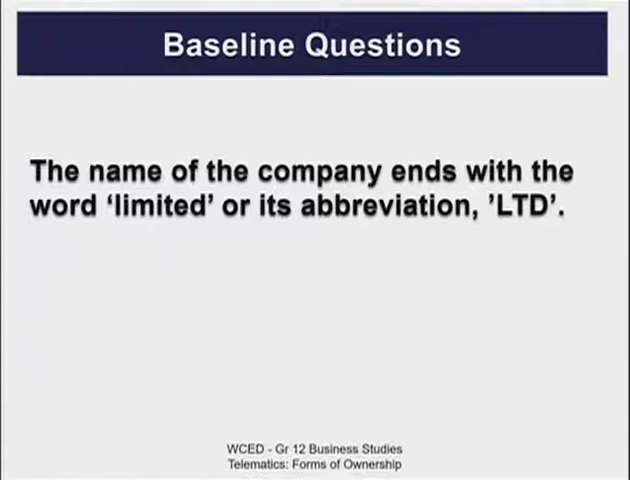 Baseline Questions
The name of the company ends with the
word ‘limited’ or its abbreviation, ’LTD’.
WCED - Gr 12 Business Studies
Telematics: Forms of Ownership